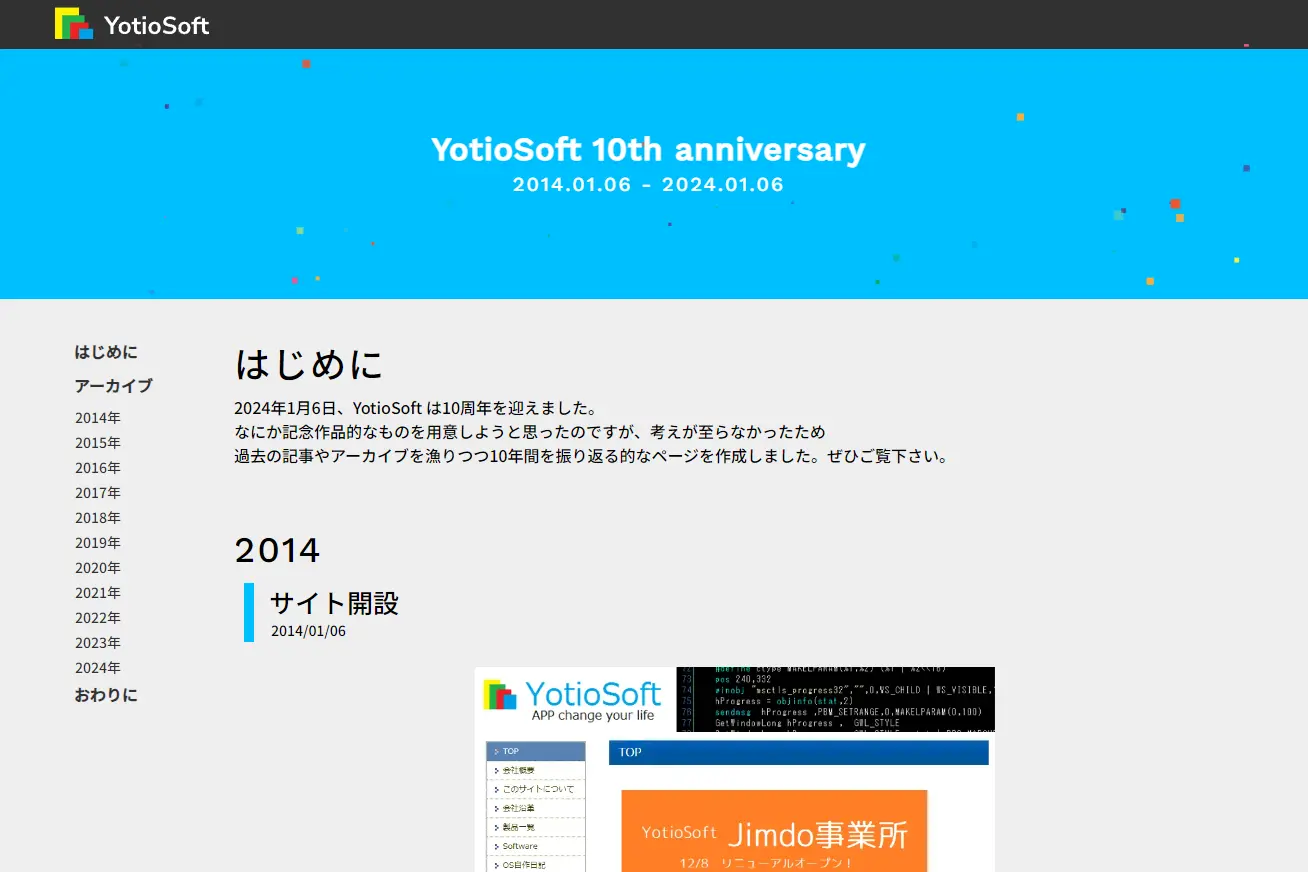 YotioSoft
YotioSoft 10th anniversary
2014.01.06 - 2024.01.06
はじめに
アーカイブ
2014年
2015年
2016年
2017年
2018年
2019年
2020年
2021年
2022年
2023年
2024年
おわりに
はじめに
2024年1月6日、YotioSoft は10周年を迎えました。
なにか記念作品的なものを用意しようと思ったのですが、考えが至らなかったため
過去の記事やアーカイブを漁りつつ10年間を振り返る的なページを作成しました。ぜひご覧下さい。
2014
サイト開設
2014/01/06
YotioSoft
APP change your life
73 pos 240,332
74 winobj "msctls_progress32","",0,WS_CHILD | WS_VISIBLE,
75 hProgress = objinfo(stat,2)
76 sendmsg hProgress ,PBM_SETRANGE,0,MAKELPARAM(0,100)
77 GetWindowLong hProgress , GWL_STYLE
TOP
会社概要
このサイトについて
会社沿革
製品一覧
Software
OS自作日記
TOP
YotioSoft Jimdo事業所
12/8 リニューアルオープン！